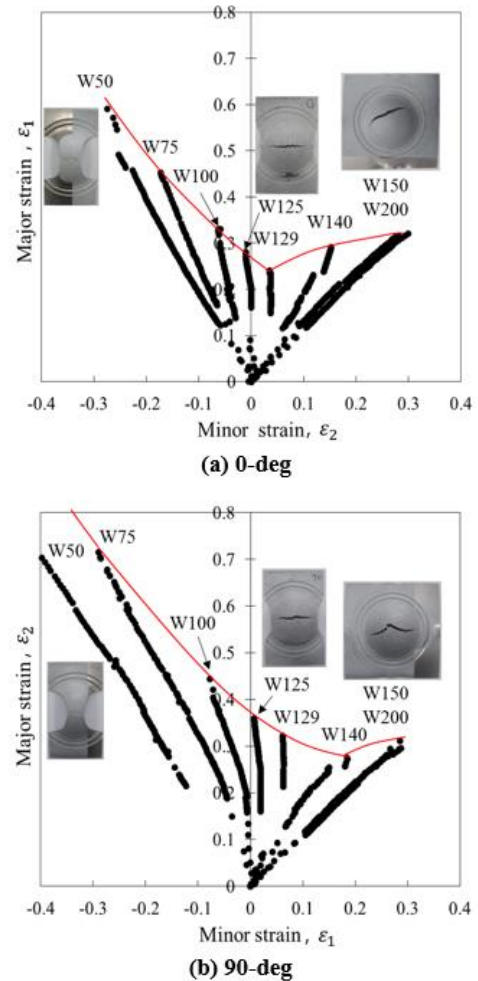 0.8
0.7
0.6
0.5
0.4
0.3
0.2
0.1
0
-0.4 -0.3 -0.2 -0.1 0 0.1 0.2 0.3 0.4
Major strain, ε1
Minor strain, ε2
W50
W75
W100
W125
W129
W140
W150
W200
(a) 0-deg
0.8
0.7
0.6
0.5
0.4
0.3
0.2
0.1
0
-0.4 -0.3 -0.2 -0.1 0 0.1 0.2 0.3 0.4
Major strain, ε2
Minor strain, ε1
W50
W75
W100
W125
W129
W140
W150
W200
(b) 90-deg